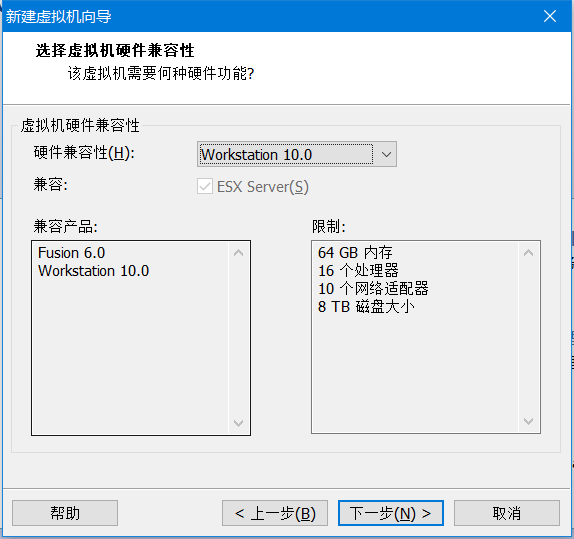 新建虚拟机向导
选择虚拟机硬件兼容性
该虚拟机需要何种硬件功能?
虚拟机硬件兼容性
硬件兼容性(H): Workstation 10.0
兼容: ESX Server(S)
兼容产品:
Fusion 6.0
Workstation 10.0
限制:
64 GB 内存
16 个处理器
10 个网络适配器
8 TB 磁盘大小
帮助 < 上一步(B) 下一步(N) > 取消